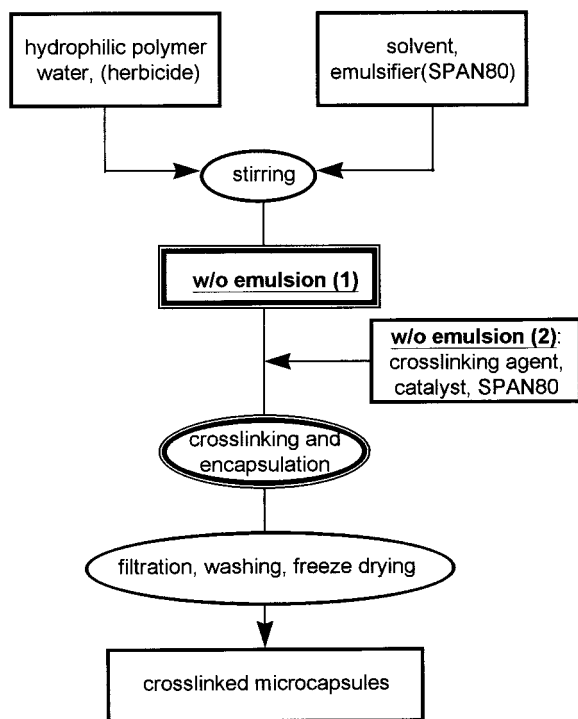 hydrophilic polymer
water, (herbicide)
solvent,
emulsifier(SPAN80)
stirring
w/o emulsion (1)
w/o emulsion (2):
crosslinking agent,
catalyst, SPAN80
crosslinking and
encapsulation
filtration, washing, freeze drying
crosslinked microcapsules